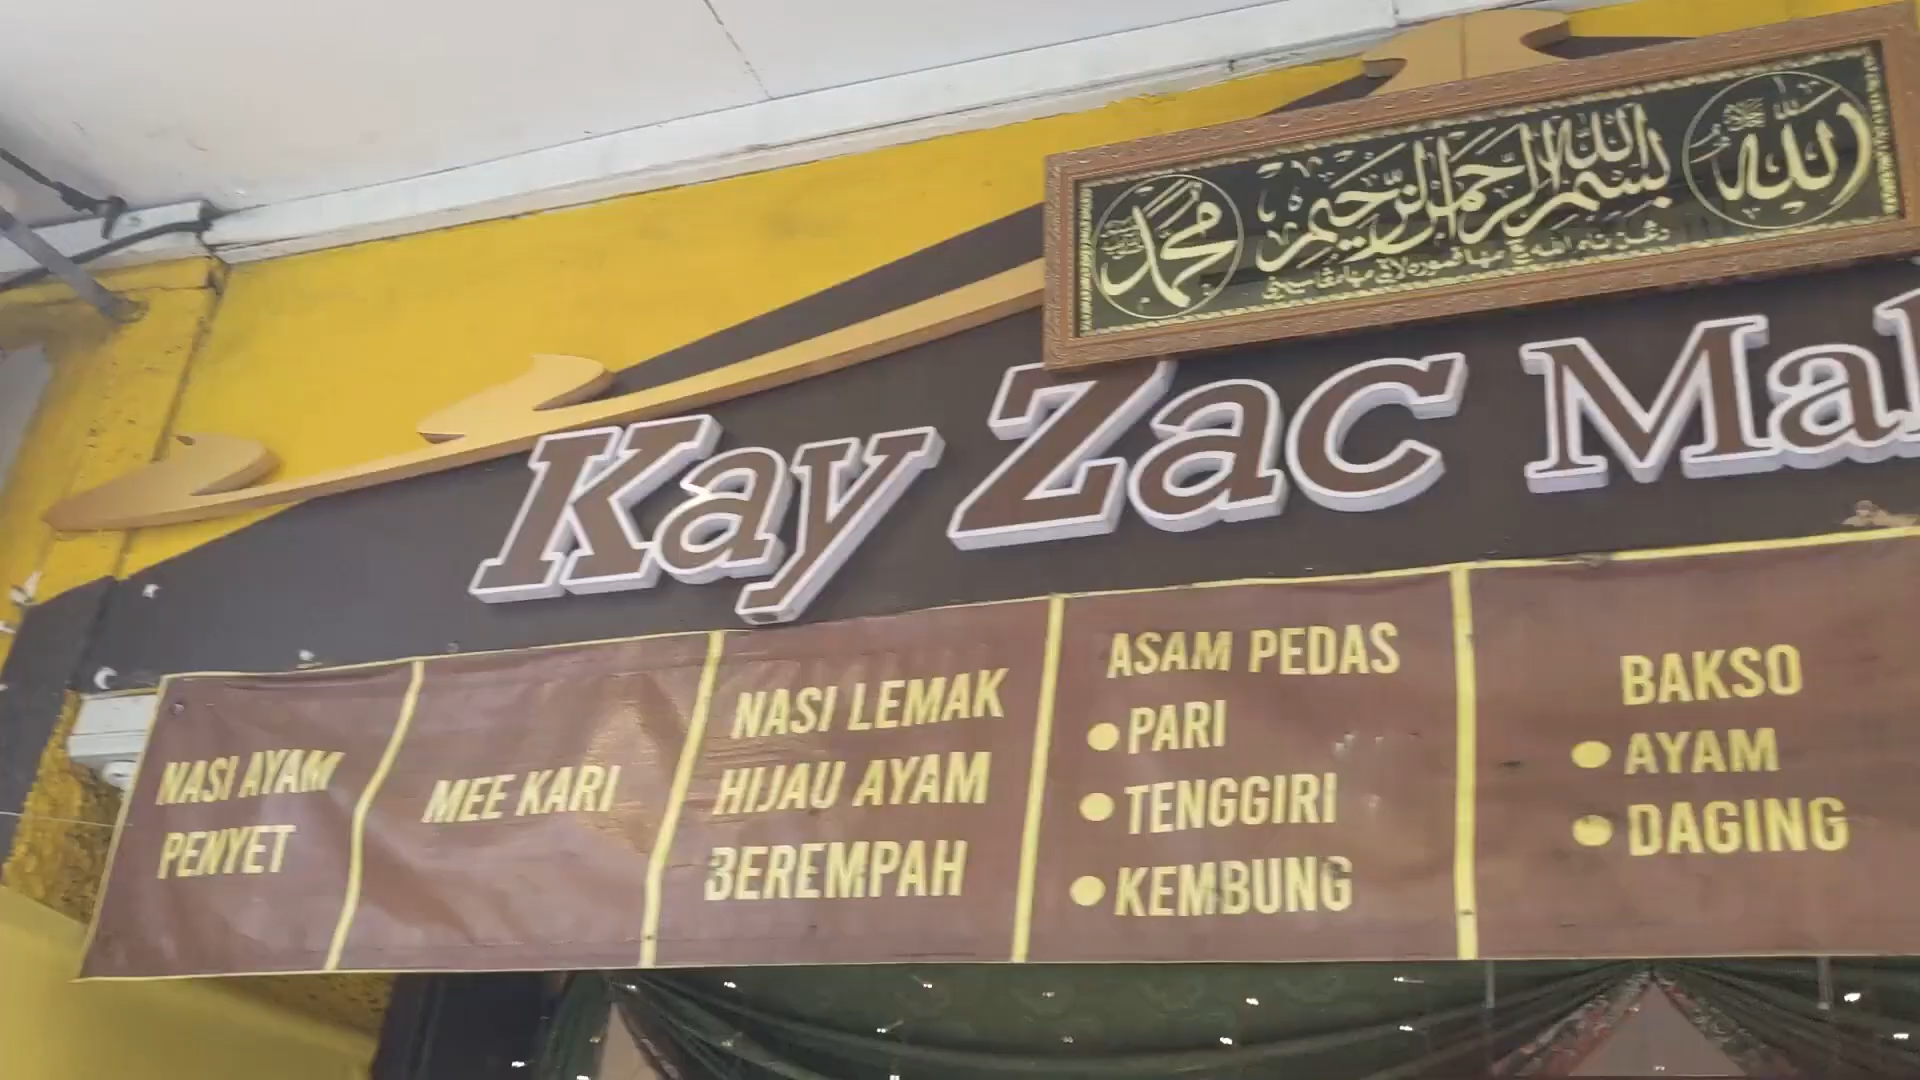 الله
بسم الله الرحمن الرحيم
محمد
Kay Zac
NASI AYAM
PENYET
MEE KARI
NASI LEMAK
HIJAU AYAM
BEREMPAH
ASAM PEDAS
• PARI
• TENGGIRI
• KEMBUNG
BAKSO
• AYAM
• DAGING